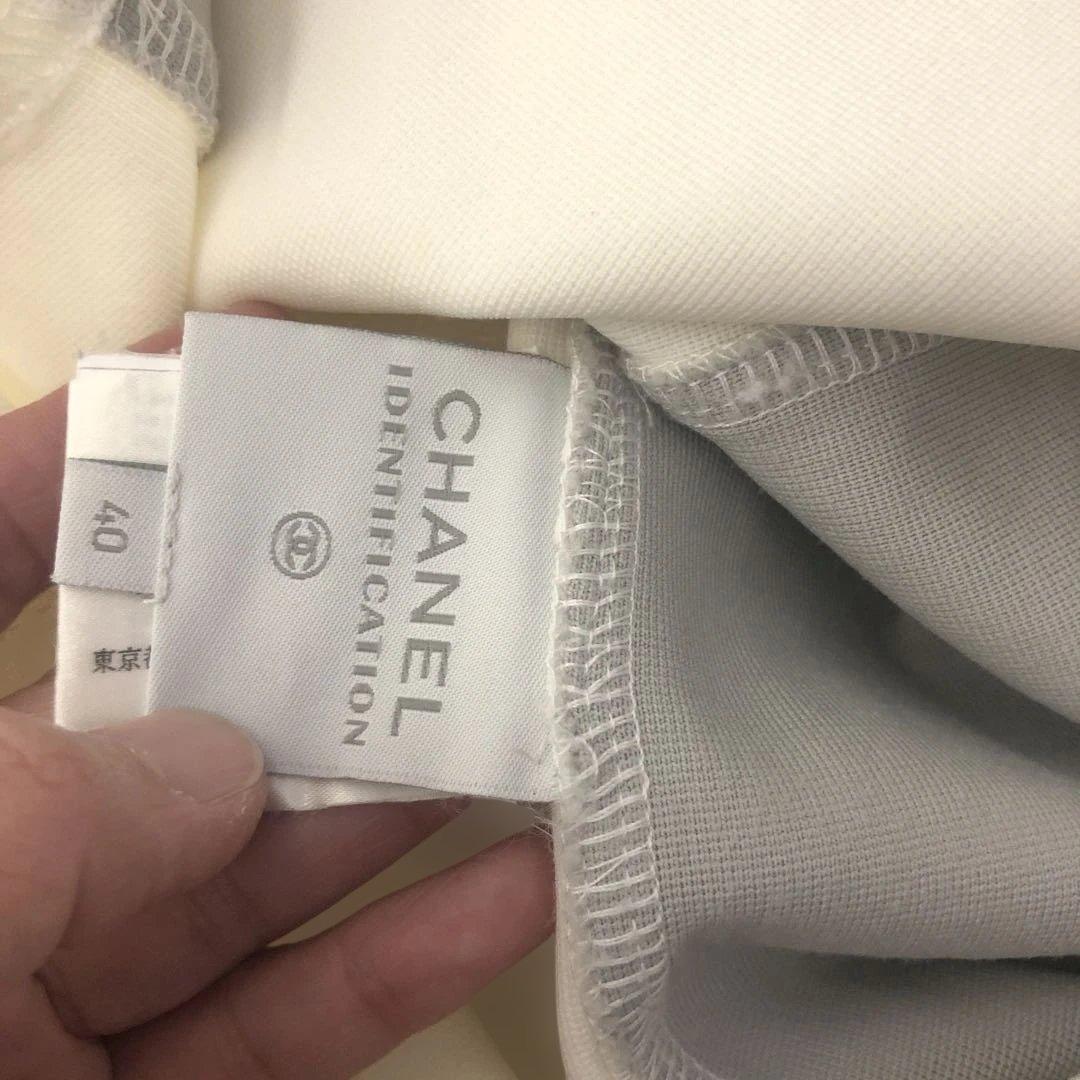 CHANEL
IDENTIFICATION
40
東京都